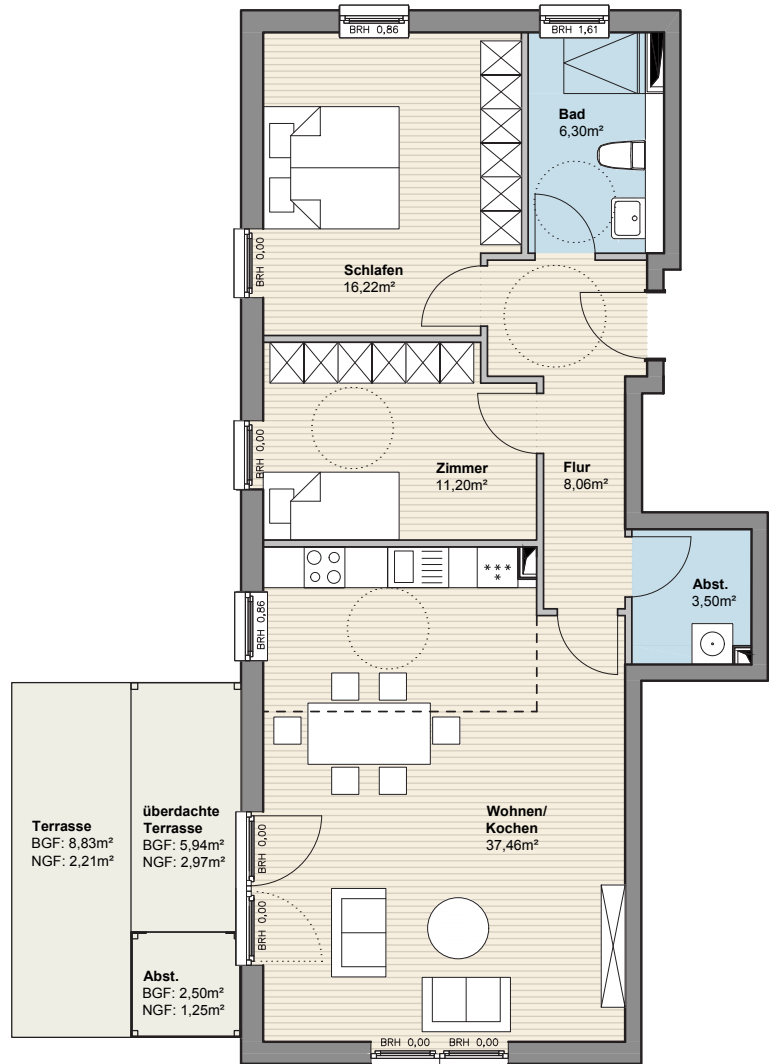 BRH 0,86
BRH 1,61
Bad
6,30m²
BRH 0,00
Schlafen
16,22m²
BRH 0,00
Zimmer
11,20m²
Flur
8,06m²
***
Abst.
3,50m²
BRH 0,86
Terrasse
BGF: 8,83m²
NGF: 2,21m²
überdachte
Terrasse
BGF: 5,94m²
NGF: 2,97m²
BRH 0,00
BRH 0,00
Wohnen/
Kochen
37,46m²
Abst.
BGF: 2,50m²
NGF: 1,25m²
BRH 0,00
BRH 0,00